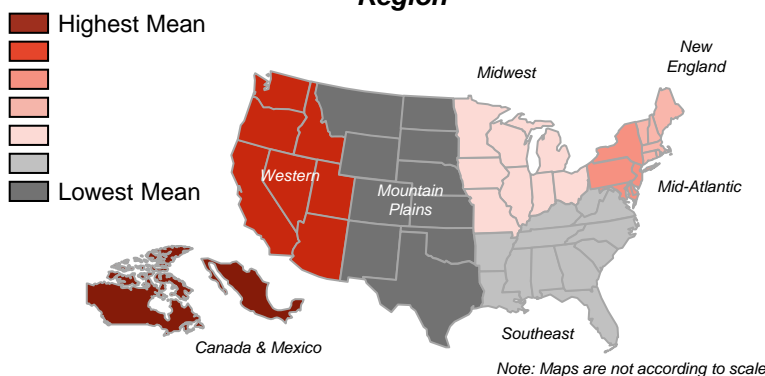 Region
Highest Mean
Lowest Mean
New
England
Midwest
Western
Mountain
Plains
Mid-Atlantic
Southeast
Canada & Mexico
Note: Maps are not according to scale